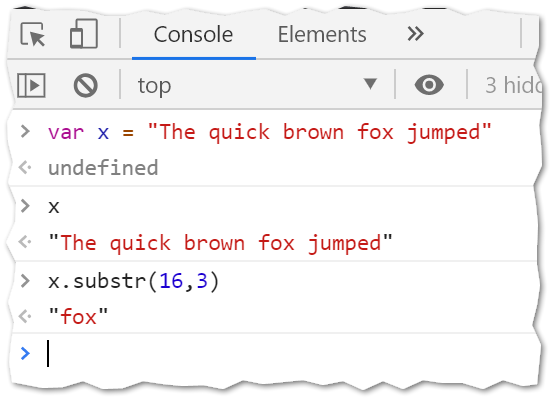 Console Elements »
top ▼ 3 hidd
> var x = "The quick brown fox jumped"
<· undefined
> x
<· "The quick brown fox jumped"
> x.substr(16,3)
<· "fox"
>